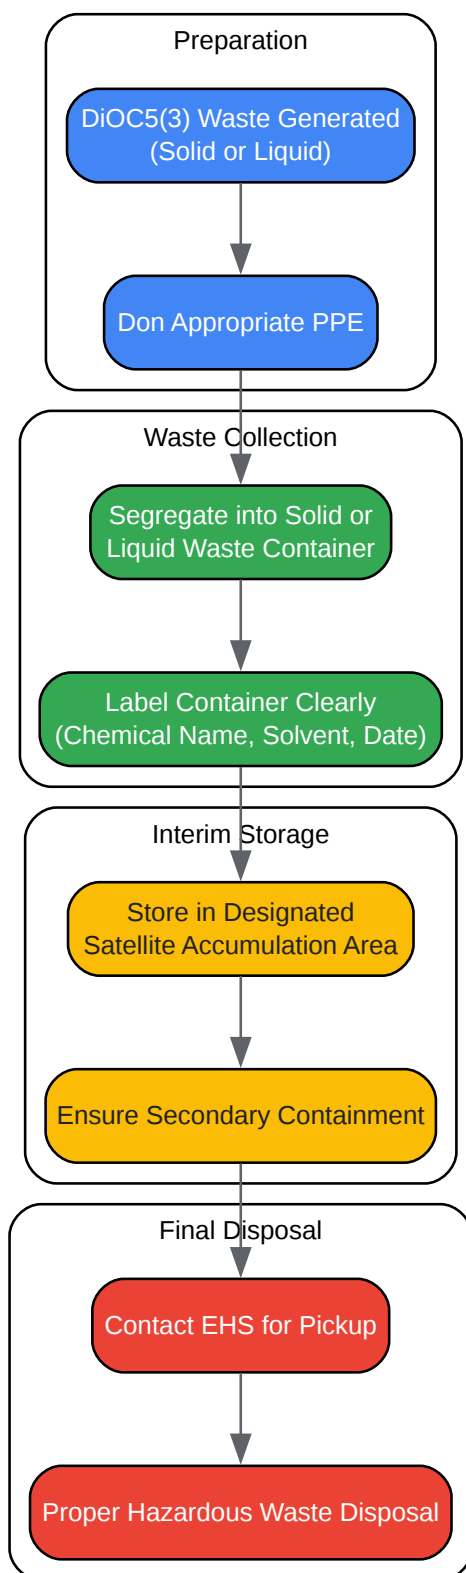 Preparation
DiOC5(3) Waste Generated
(Solid or Liquid)
Don Appropriate PPE
Waste Collection
Segregate into Solid or
Liquid Waste Container
Label Container Clearly
(Chemical Name, Solvent, Date)
Interim Storage
Store in Designated
Satellite Accumulation Area
Ensure Secondary Containment
Final Disposal
Contact EHS for Pickup
Proper Hazardous Waste Disposal